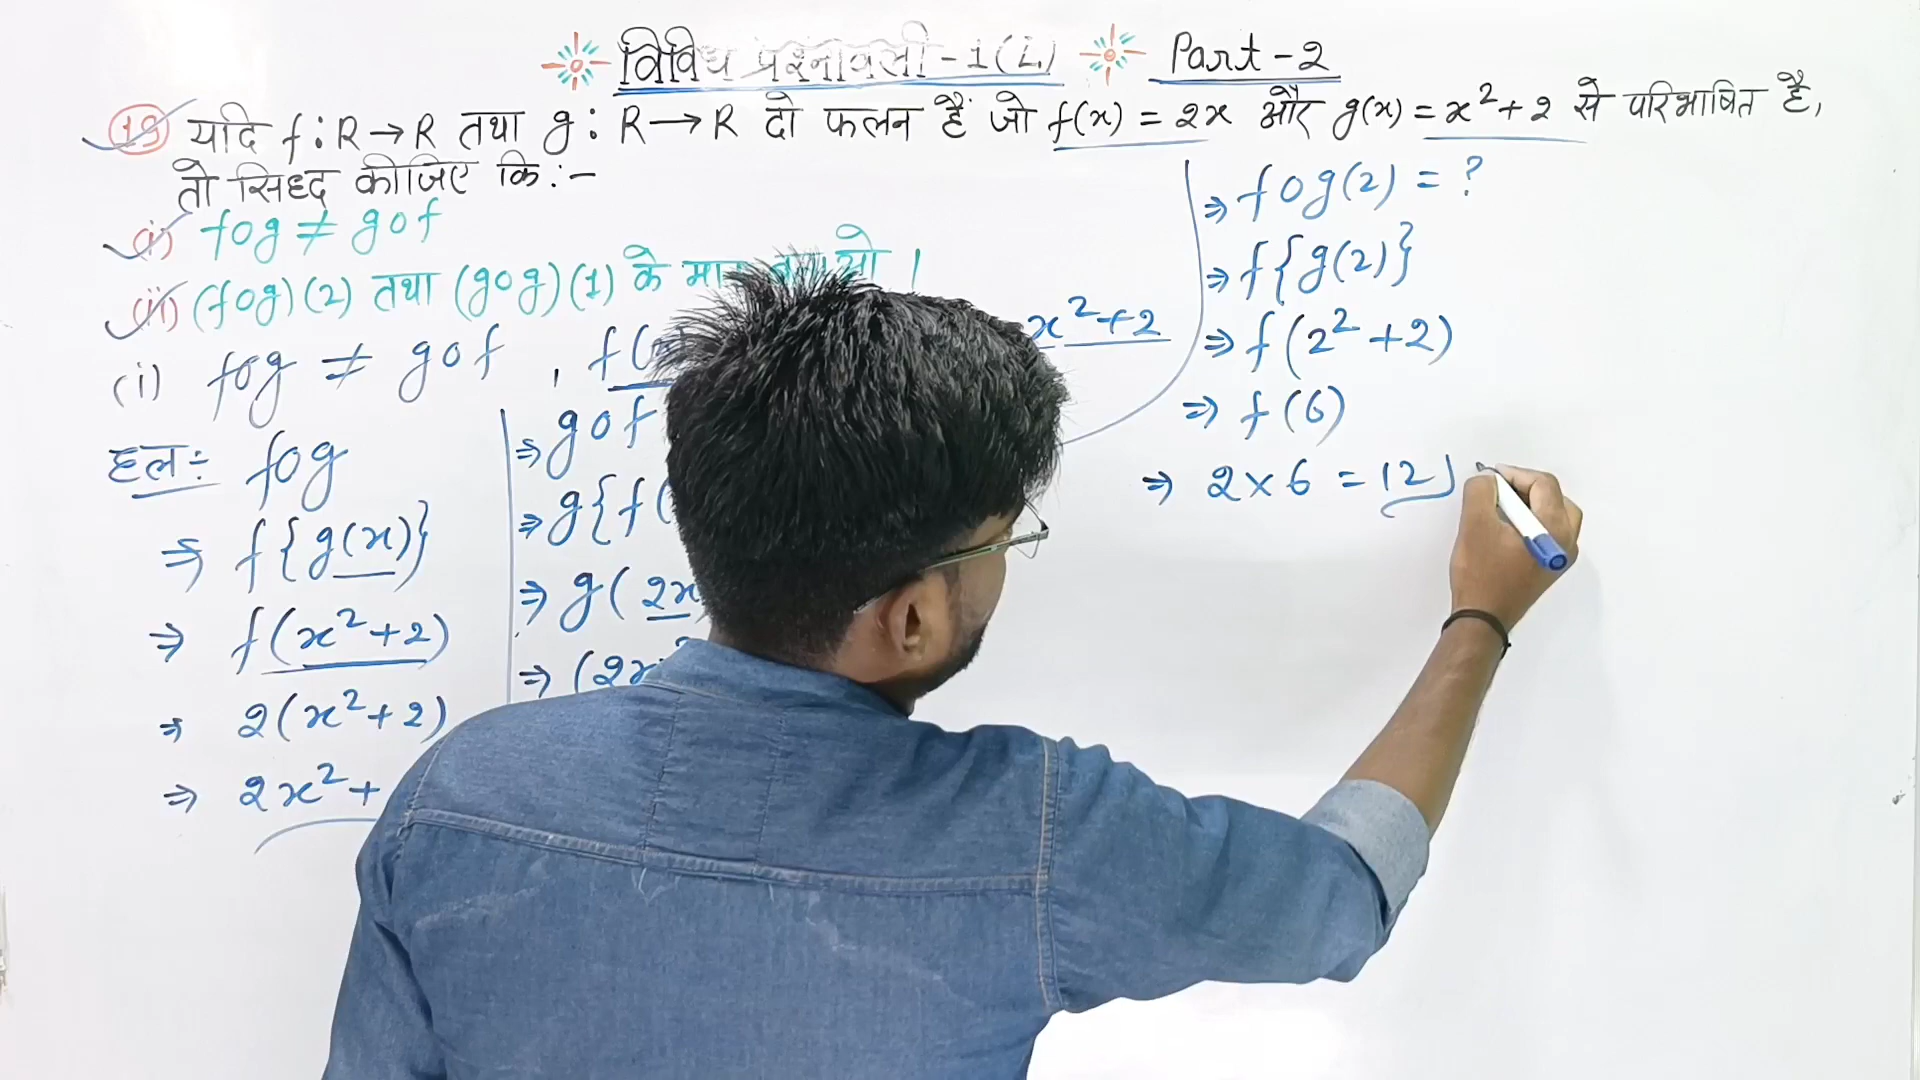 विविध प्रश्नावली - 1 (L) Part - 2
19 यदि f : R → R तथा g : R → R दो फलन हैं जो f(x) = 2x और g(x) = x² + 2 से परिभाषित है,
तो सिद्ध कीजिए कि :-
(i) fog ≠ gof
(ii) (fog)(2) तथा (gog)(1) के
(i) fog ≠ gof , f( x² + 2
हलः- fog
⇒ f{g(x)}
⇒ f(x² + 2)
⇒ 2(x² + 2)
⇒ 2x² +
⇒ gof
⇒ g{f(
⇒ g(2x
⇒ (2x
⇒ fog(2) = ?
⇒ f{g(2)}
⇒ f(2² + 2)
⇒ f(6)
⇒ 2 × 6 = 12